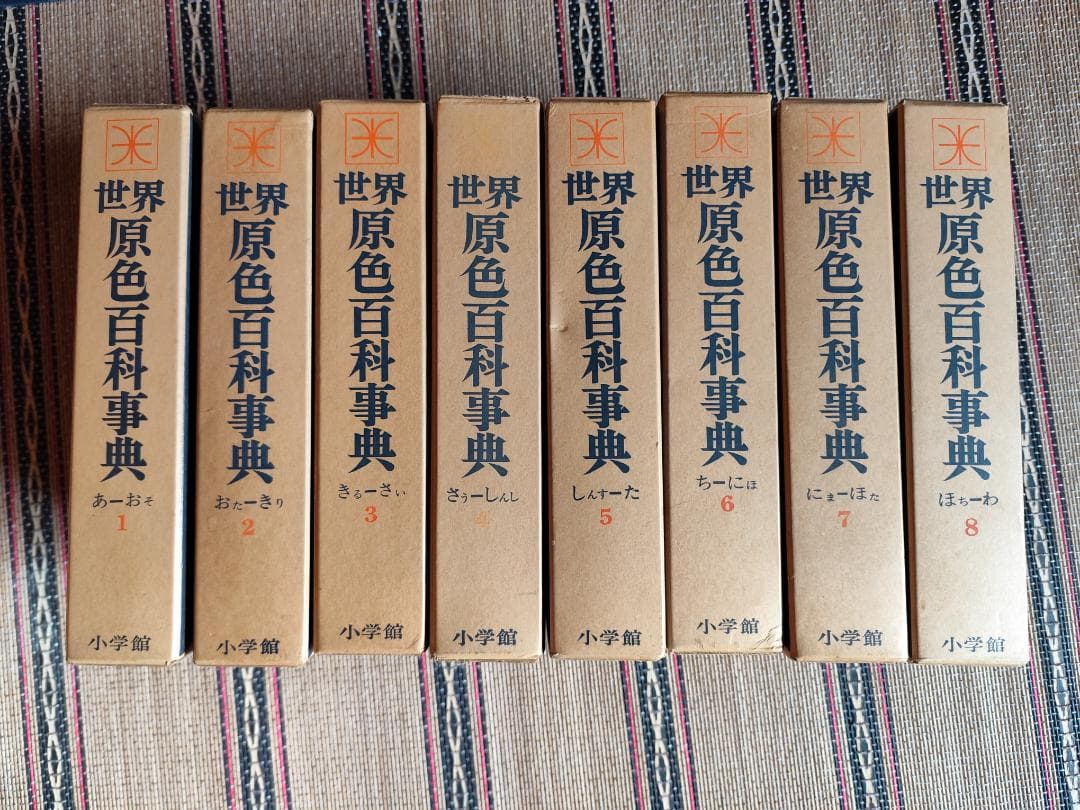 世界
原色百科事典
あーおそ
1
小学館
世界
原色百科事典
おたーきり
2
小学館
世界
原色百科事典
きるーさい
3
小学館
世界
原色百科事典
さうーしんし
4
小学館
世界
原色百科事典
しんすーた
5
小学館
世界
原色百科事典
ちーにほ
6
小学館
世界
原色百科事典
にまーほた
7
小学館
世界
原色百科事典
ほちーわ
8
小学館